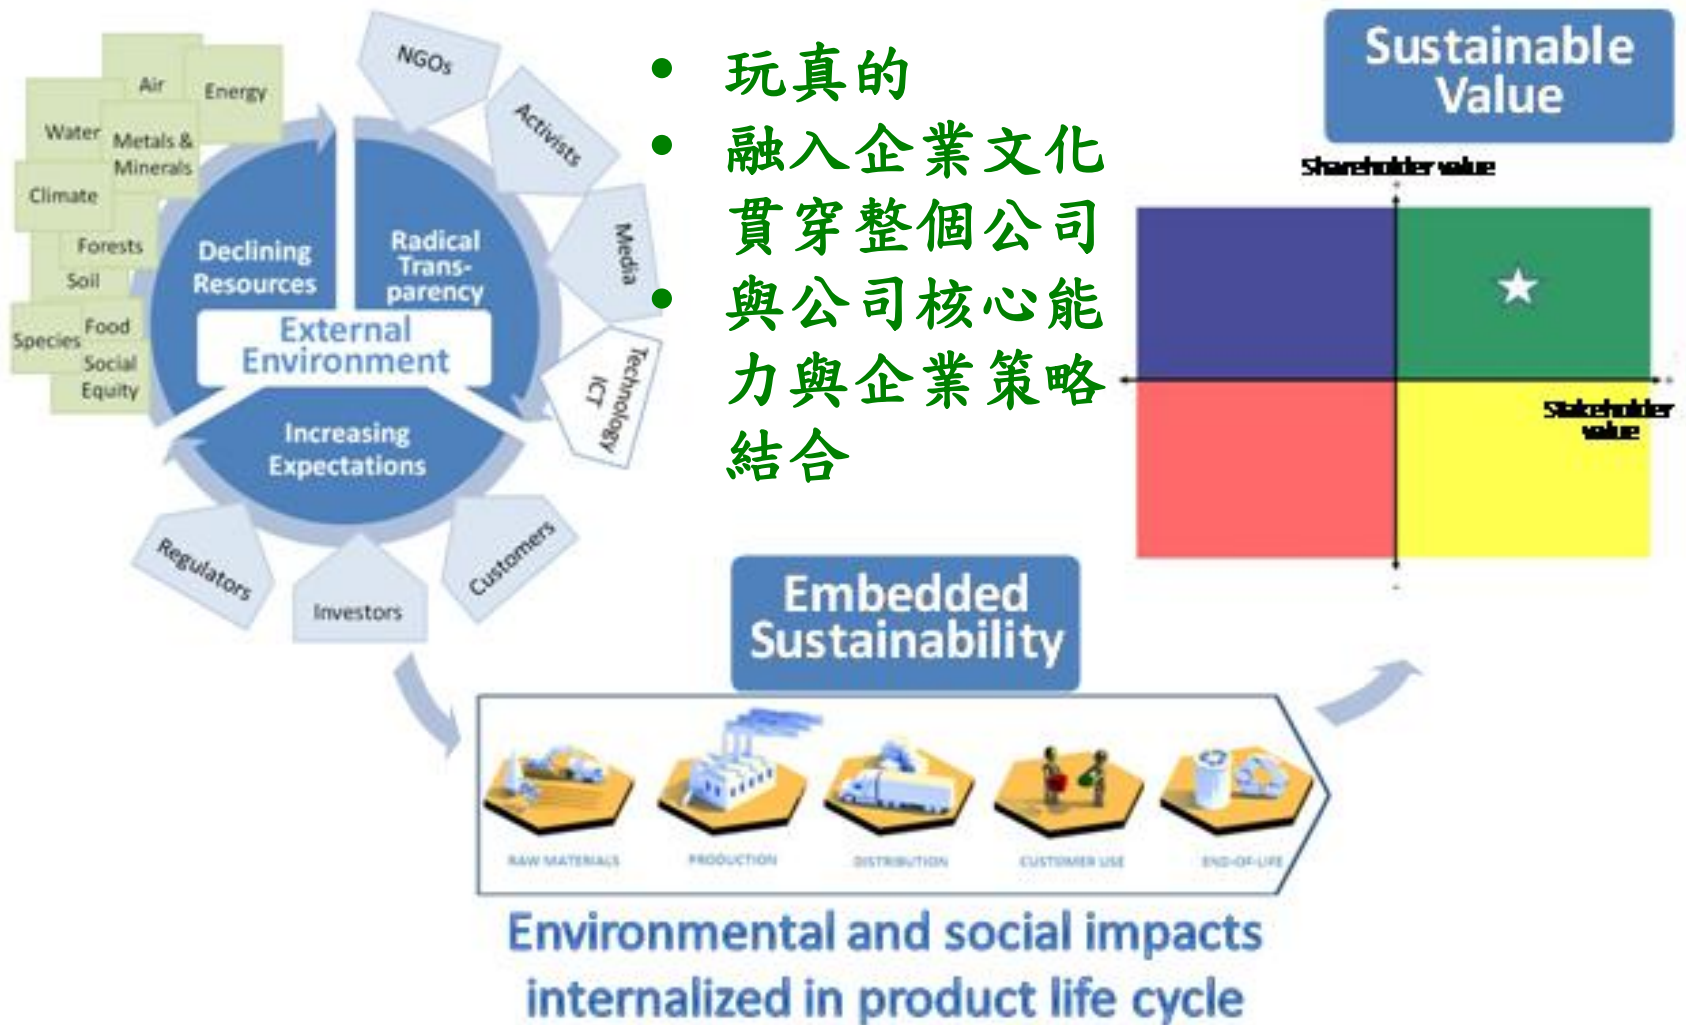 Air
Energy
Water
Metals &
Minerals
Climate
Forests
Soil
Species
Food
Social
Equity
NGOs
Activists
Media
Technology
ICT
Declining
Resources
Radical
Trans-
parency
External
Environment
Increasing
Expectations
Regulators
Investors
Customers
• 玩真的
• 融入企業文化
貫穿整個公司
• 與公司核心能
力與企業策略
結合
Sustainable
Value
Shareholder value
Stakeholder
value
Embedded
Sustainability
RAW MATERIALS
PRODUCTION
DISTRIBUTION
CUSTOMER USE
END-OF-LIFE
Environmental and social impacts
internalized in product life cycle